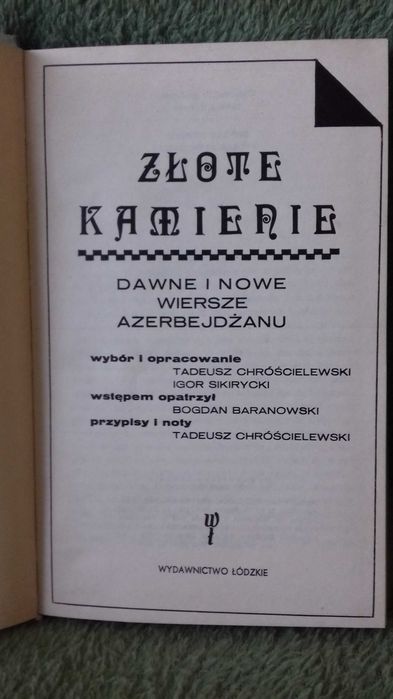 ZŁOTE
KAMIENIE
DAWNE I NOWE
WIERSZE
AZERBEJDŻANU
wybór i opracowanie
TADEUSZ CHRÓŚCIELEWSKI
IGOR SIKIRYCKI
wstępem opatrzył
BOGDAN BARANOWSKI
przypisy i noty
TADEUSZ CHRÓŚCIELEWSKI
wł
WYDAWNICTWO ŁÓDZKIE